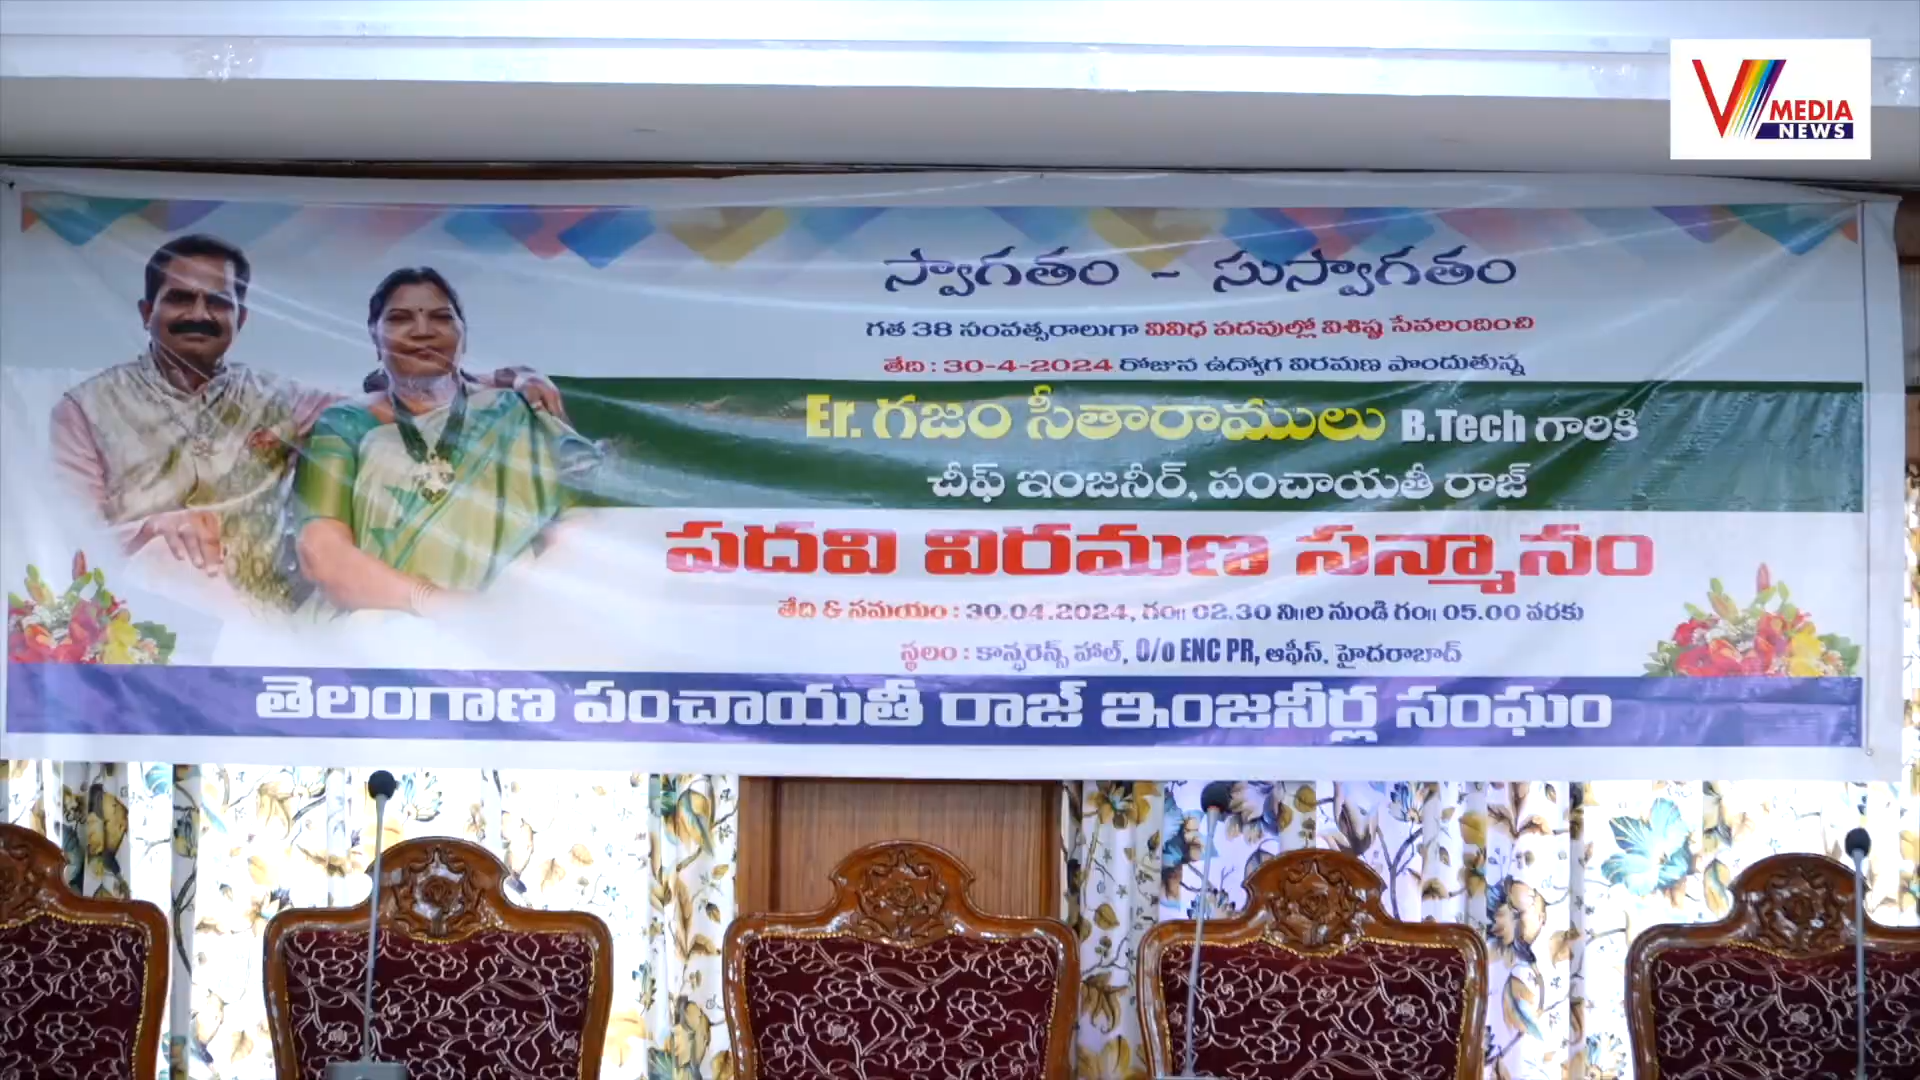 V MEDIA
NEWS
స్వాగతం - సుస్వాగతం
గత 38 సంవత్సరాలుగా వివిధ పదవుల్లో విశిష్ట సేవలందించి
తేది : 30-4-2024 రోజున ఉద్యోగ విరమణ పొందుతున్న
Er. గజం సీతారాములు B.Tech గారికి
చీఫ్ ఇంజనీర్, పంచాయతీ రాజ్
పదవి విరమణ సన్మానం
తేది & సమయం : 30.04.2024, గం॥ 02.30 ని॥ల నుండి గం॥ 05.00 వరకు
స్థలం : కాన్ఫరెన్స్ హాల్, O/o ENC PR, ఆఫీస్, హైదరాబాద్
తెలంగాణ పంచాయతీ రాజ్ ఇంజనీర్ల సంఘం